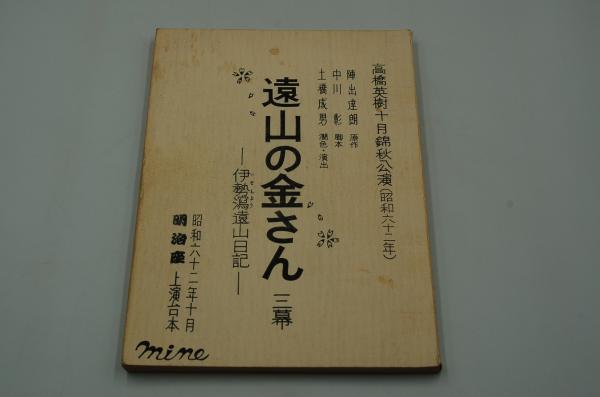 高橋英樹十月錦秋公演(昭和六十二年)
陣出達朗 原作
中川彰 脚本
土橋成男 潤色・演出
遠山の金さん 三幕
―伊勢潟遠山日記―
昭和六十二年十月
明治座上演台本
mine